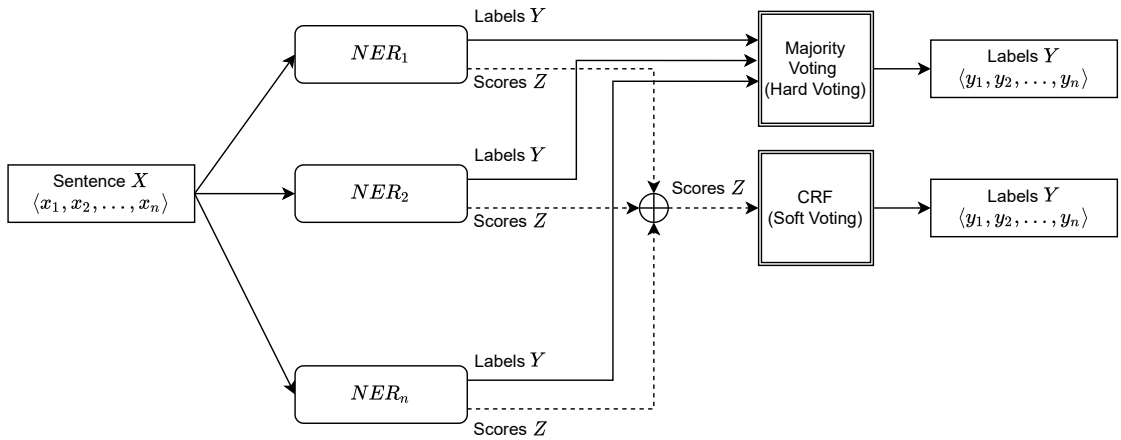 Labels Y
NER₁
Scores Z
Majority
Voting
(Hard Voting)
Labels Y
⟨y₁, y₂, . . . , yₙ⟩
Sentence X
⟨x₁, x₂, . . . , xₙ⟩
Labels Y
NER₂
Scores Z
Scores Z
CRF
(Soft Voting)
Labels Y
⟨y₁, y₂, . . . , yₙ⟩
Labels Y
NERₙ
Scores Z